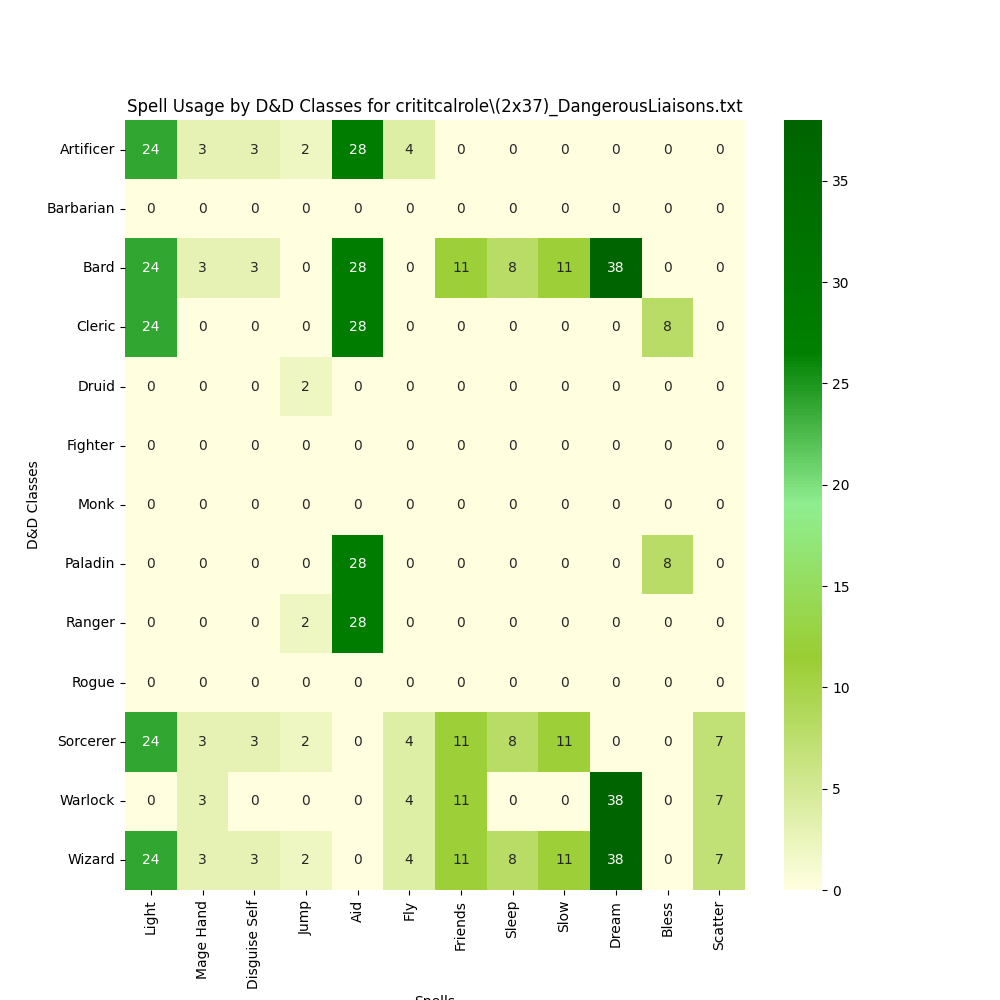 Spell Usage by D&D Classes for crititcalrole\(2x37)_DangerousLiaisons.txt
D&D Classes
Artificer 24 3 3 2 28 4 0 0 0 0 0 0
Barbarian 0 0 0 0 0 0 0 0 0 0 0 0
Bard 24 3 3 0 28 0 11 8 11 38 0 0
Cleric 24 0 0 0 28 0 0 0 0 0 8 0
Druid 0 0 0 2 0 0 0 0 0 0 0 0
Fighter 0 0 0 0 0 0 0 0 0 0 0 0
Monk 0 0 0 0 0 0 0 0 0 0 0 0
Paladin 0 0 0 0 28 0 0 0 0 0 8 0
Ranger 0 0 0 2 28 0 0 0 0 0 0 0
Rogue 0 0 0 0 0 0 0 0 0 0 0 0
Sorcerer 24 3 3 2 0 4 11 8 11 0 0 7
Warlock 0 3 0 0 0 4 11 0 0 38 0 7
Wizard 24 3 3 2 0 4 11 8 11 38 0 7
Light Mage Hand Disguise Self Jump Aid Fly Friends Sleep Slow Dream Bless Scatter
Spells
35
30
25
20
15
10
5
0